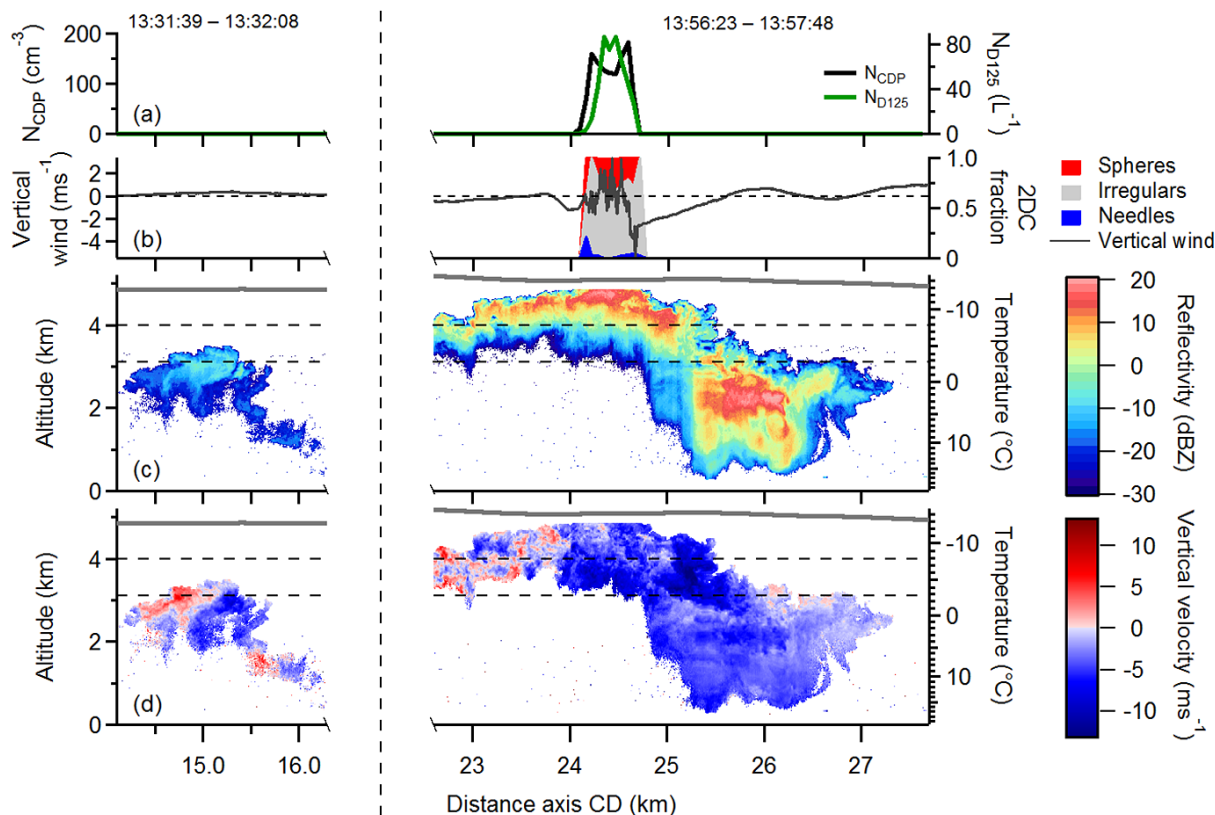 13:31:39 – 13:32:08
13:56:23 – 13:57:48
N_CDP (cm⁻³)
200
150
100
50
0
(a)
80
40
0
N_D125 (L⁻¹)
N_CDP
N_D125
Vertical
wind (ms⁻¹)
2
0
-2
-4
(b)
1.0
0.5
0
2DC
fraction
Spheres
Irregulars
Needles
Vertical wind
Altitude (km)
4
2
0
(c)
-10
0
10
Temperature (°C)
20
10
0
-10
-20
-30
Reflectivity (dBZ)
Altitude (km)
4
2
0
(d)
-10
0
10
Temperature (°C)
10
5
0
-5
-10
Vertical velocity (ms⁻¹)
15.0 16.0 23 24 25 26 27
Distance axis CD (km)